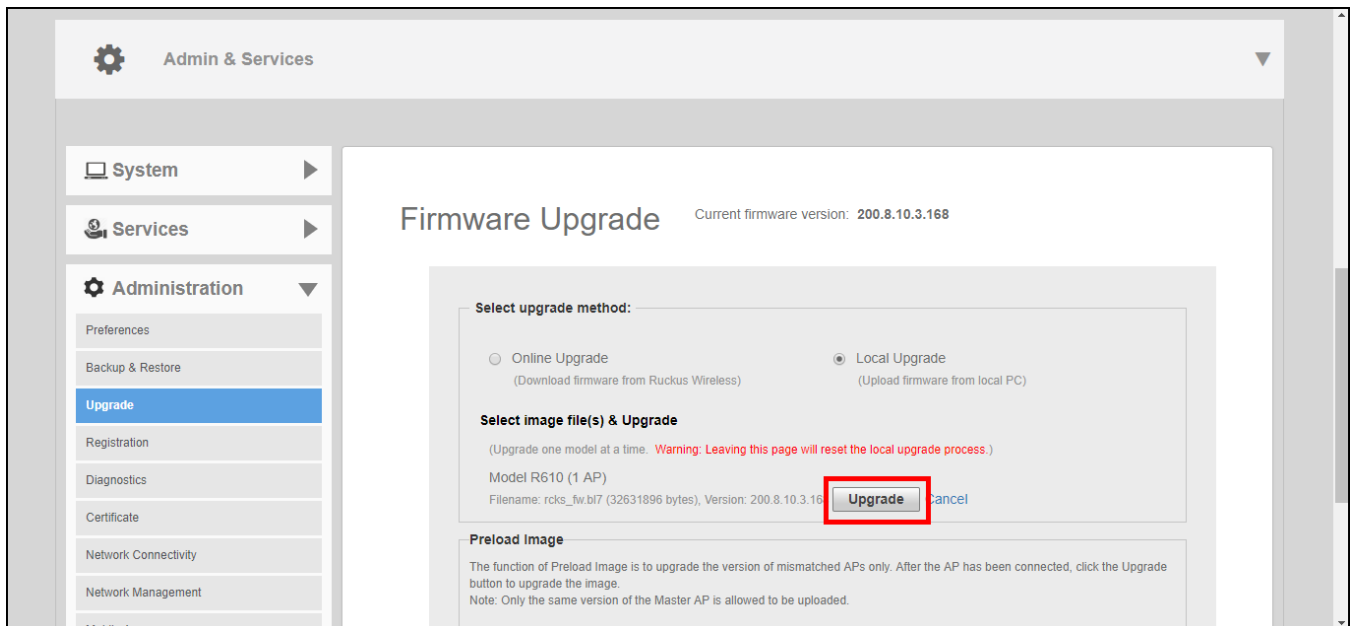 Admin & Services
System
Services
Administration
Preferences
Backup & Restore
Upgrade
Registration
Diagnostics
Certificate
Network Connectivity
Network Management
Firmware Upgrade
Current firmware version: 200.8.10.3.168
Select upgrade method:
Online Upgrade
(Download firmware from Ruckus Wireless)
Local Upgrade
(Upload firmware from local PC)
Select image file(s) & Upgrade
(Upgrade one model at a time. Warning: Leaving this page will reset the local upgrade process.)
Model R610 (1 AP)
Filename: rcks_fw.bl7 (32631896 bytes), Version: 200.8.10.3.16 Upgrade Cancel
Preload Image
The function of Preload Image is to upgrade the version of mismatched APs only. After the AP has been connected, click the Upgrade
button to upgrade the image.
Note: Only the same version of the Master AP is allowed to be uploaded.